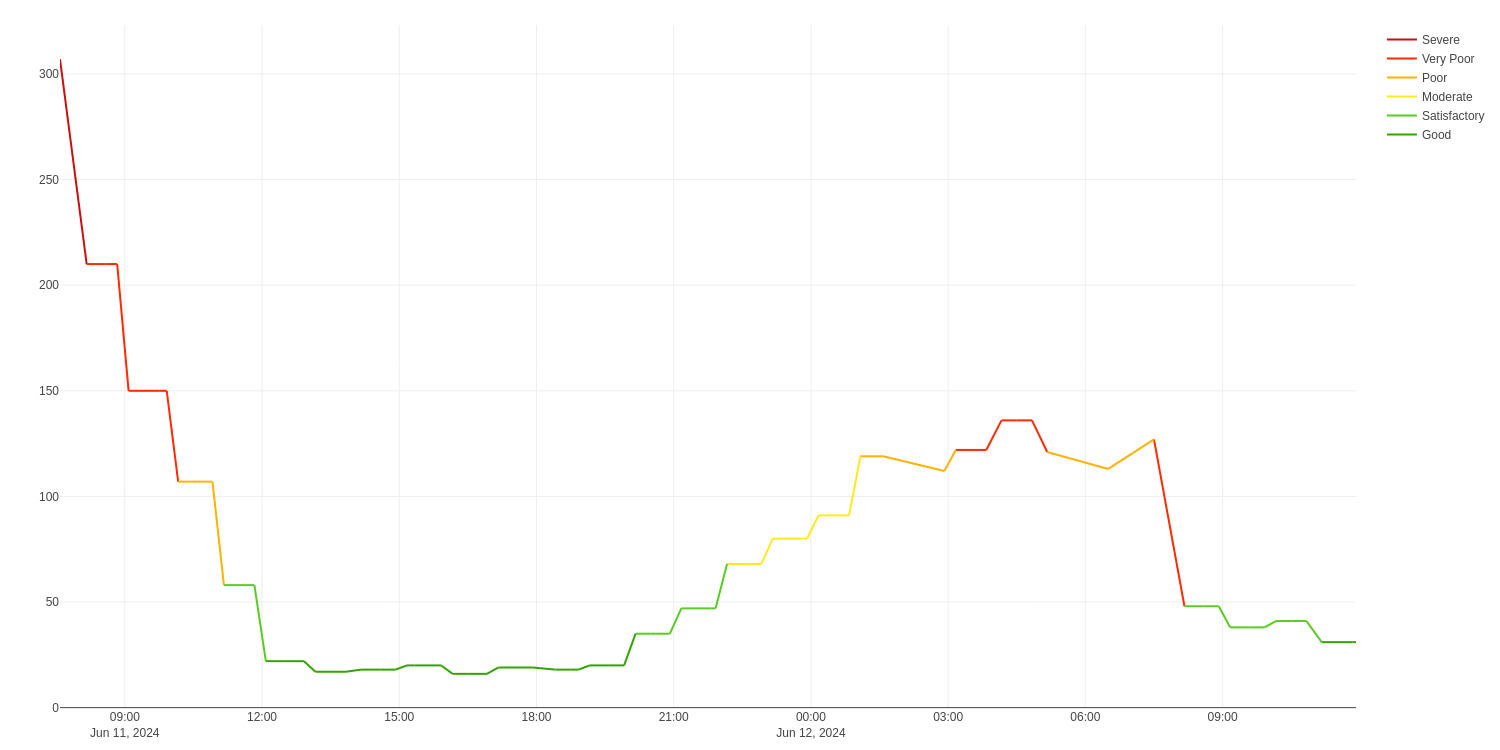 300
250
200
150
100
50
0
09:00 12:00 15:00 18:00 21:00 00:00 03:00 06:00 09:00
Jun 11, 2024 Jun 12, 2024
Severe
Very Poor
Poor
Moderate
Satisfactory
Good